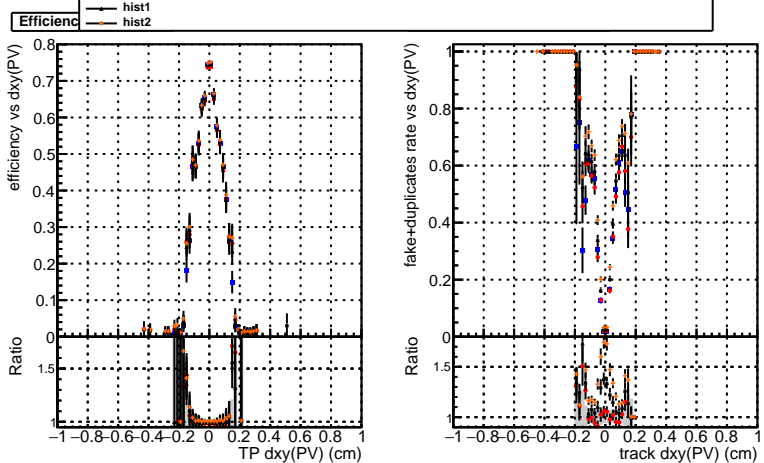 hist1
Efficienc
hist2
efficiency vs dxy(PV)
0.8
0.7
0.6
0.5
0.4
0.3
0.2
0.1
0
Ratio
1.5
1
−1 −0.8 −0.6 −0.4 −0.2 0 0.2 0.4 0.6 0.8 1
TP dxy(PV) (cm)
fake+duplicates rate vs dxy(PV)
1
0.8
0.6
0.4
0.2
0
Ratio
1.5
1
−1 −0.8 −0.6 −0.4 −0.2 0 0.2 0.4 0.6 0.8 1
track dxy(PV) (cm)